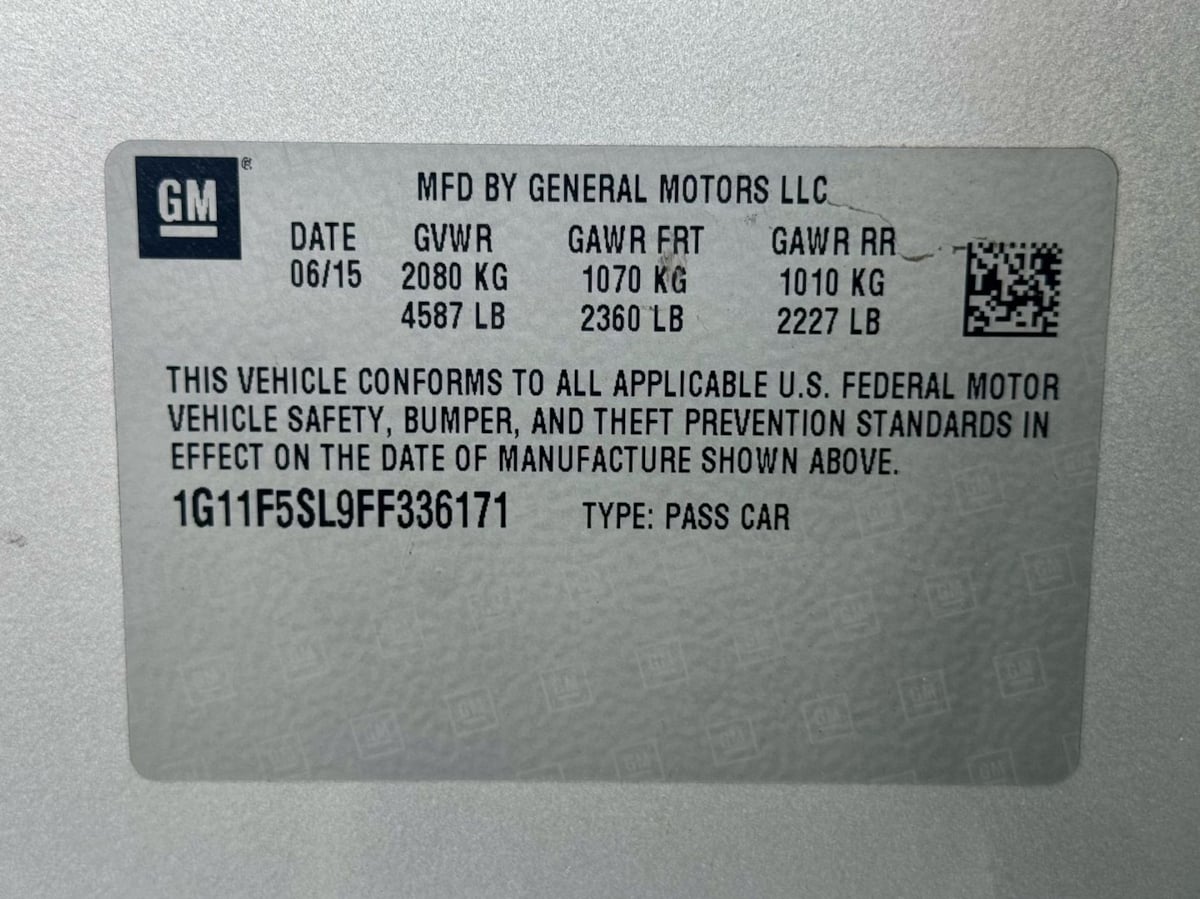 GM ®
MFD BY GENERAL MOTORS LLC
DATE GVWR GAWR FRT GAWR RR
06/15 2080 KG 1070 KG 1010 KG
4587 LB 2360 LB 2227 LB
THIS VEHICLE CONFORMS TO ALL APPLICABLE U.S. FEDERAL MOTOR
VEHICLE SAFETY, BUMPER, AND THEFT PREVENTION STANDARDS IN
EFFECT ON THE DATE OF MANUFACTURE SHOWN ABOVE.
1G11F5SL9FF336171 TYPE: PASS CAR